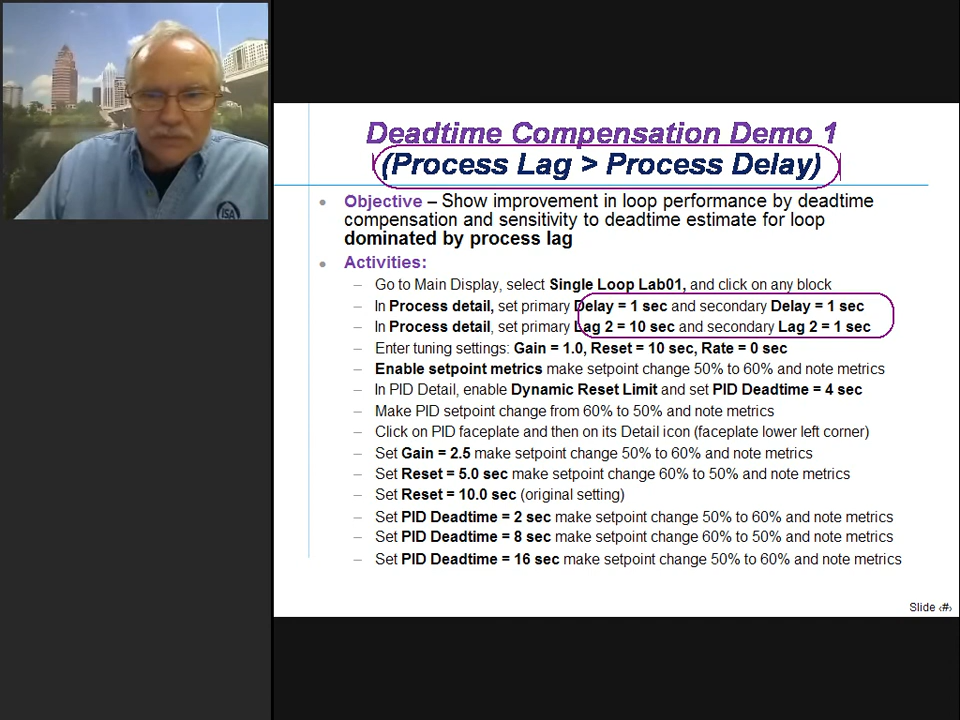 Deadtime Compensation Demo 1
(Process Lag > Process Delay)
Objective – Show improvement in loop performance by deadtime
compensation and sensitivity to deadtime estimate for loop
dominated by process lag
Activities:
– Go to Main Display, select Single Loop Lab01, and click on any block
– In Process detail, set primary Delay = 1 sec and secondary Delay = 1 sec
– In Process detail, set primary Lag 2 = 10 sec and secondary Lag 2 = 1 sec
– Enter tuning settings: Gain = 1.0, Reset = 10 sec, Rate = 0 sec
– Enable setpoint metrics make setpoint change 50% to 60% and note metrics
– In PID Detail, enable Dynamic Reset Limit and set PID Deadtime = 4 sec
– Make PID setpoint change from 60% to 50% and note metrics
– Click on PID faceplate and then on its Detail icon (faceplate lower left corner)
– Set Gain = 2.5 make setpoint change 50% to 60% and note metrics
– Set Reset = 5.0 sec make setpoint change 60% to 50% and note metrics
– Set Reset = 10.0 sec (original setting)
– Set PID Deadtime = 2 sec make setpoint change 50% to 60% and note metrics
– Set PID Deadtime = 8 sec make setpoint change 60% to 50% and note metrics
– Set PID Deadtime = 16 sec make setpoint change 50% to 60% and note metrics
Slide ‹#›
ISA